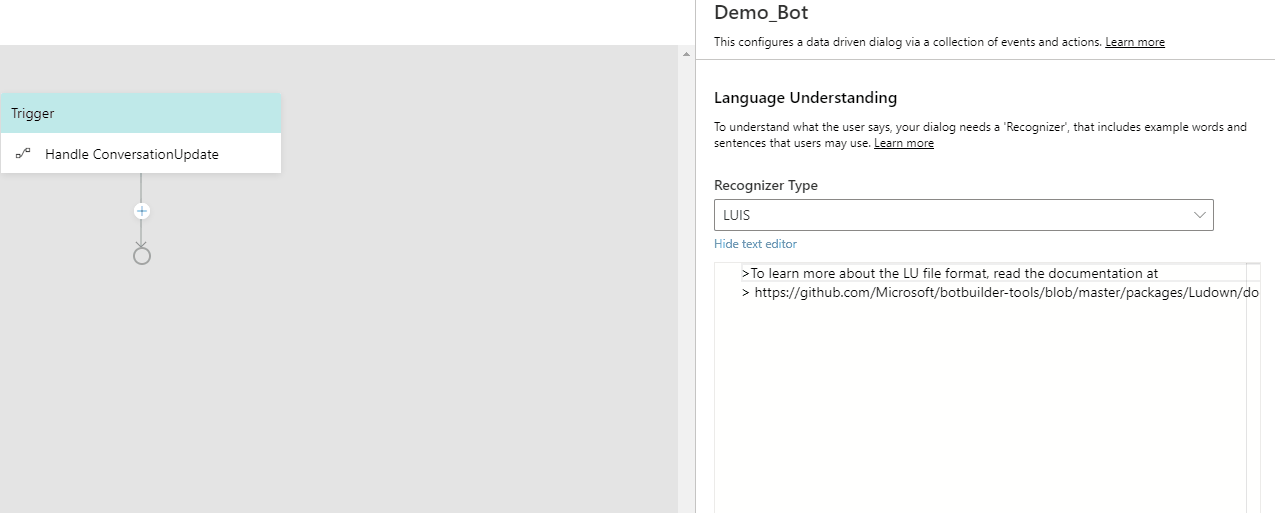 Demo_Bot
This configures a data driven dialog via a collection of events and actions. Learn more
Trigger
Handle ConversationUpdate
Language Understanding
To understand what the user says, your dialog needs a 'Recognizer', that includes example words and
sentences that users may use. Learn more
Recognizer Type
LUIS
Hide text editor
>To learn more about the LU file format, read the documentation at
> https://github.com/Microsoft/botbuilder-tools/blob/master/packages/Ludown/do